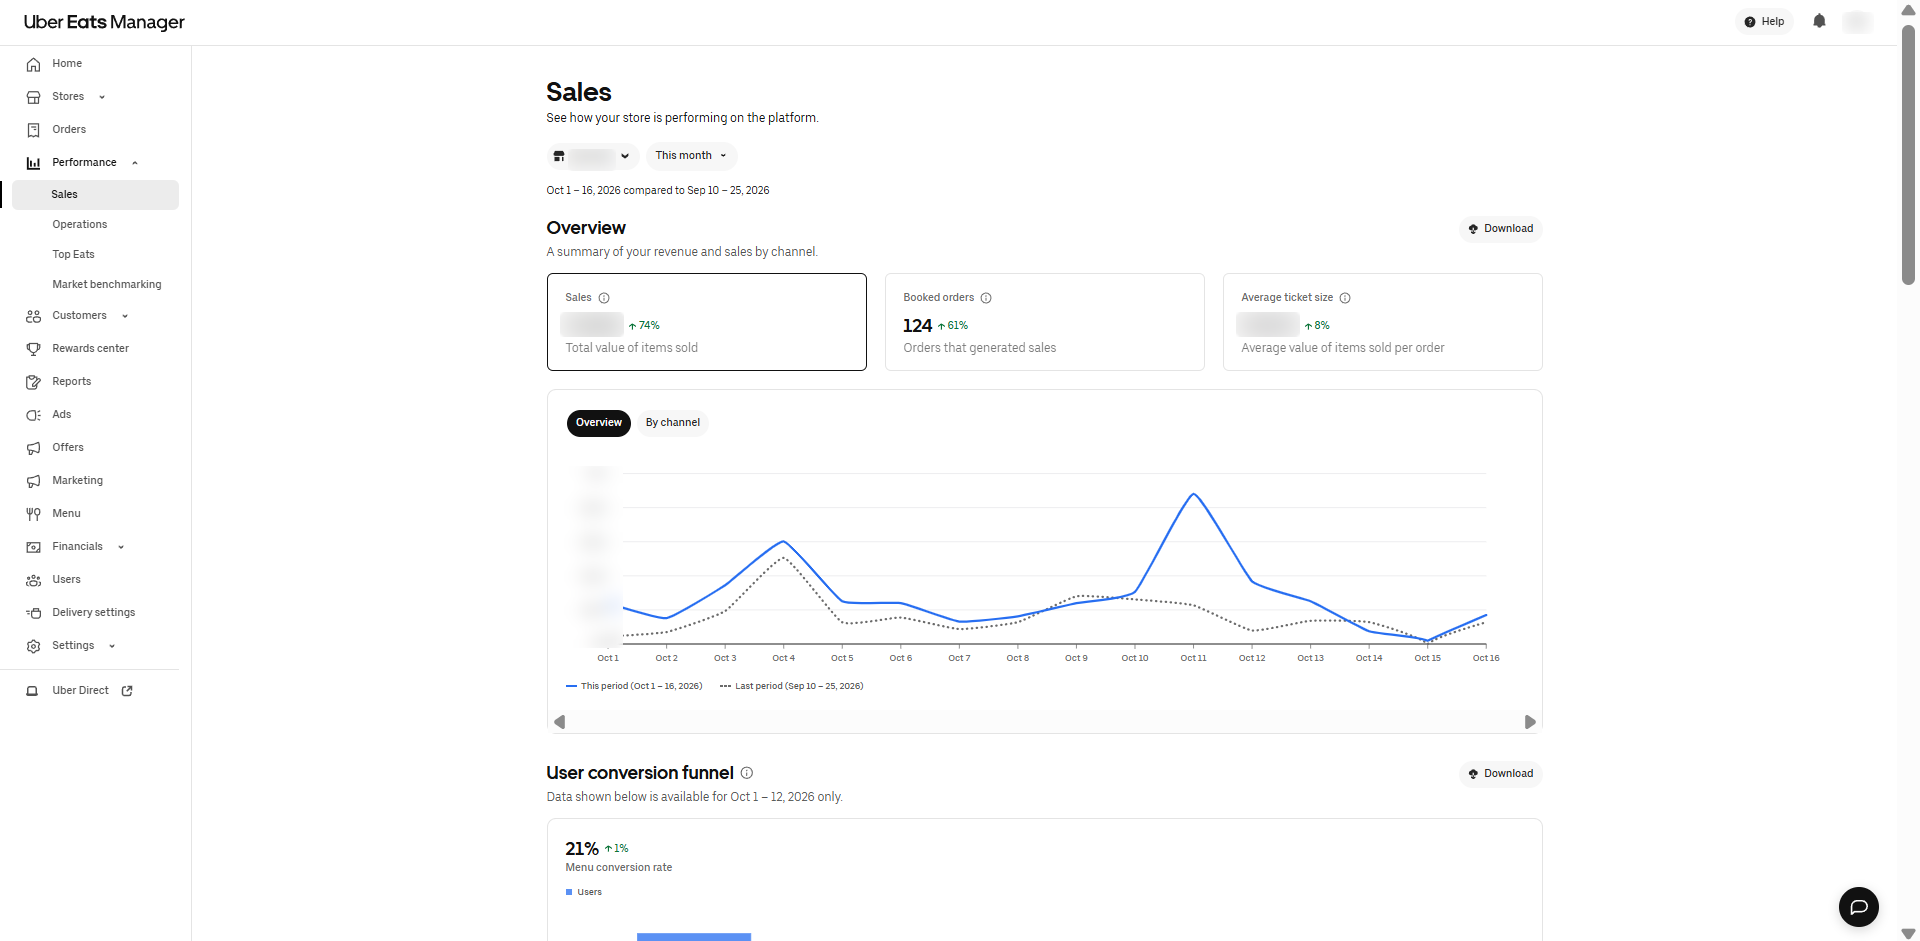 Uber Eats Manager
Help
Home
Stores
Orders
Performance
Sales
Operations
Top Eats
Market benchmarking
Customers
Rewards center
Reports
Ads
Offers
Marketing
Menu
Financials
Users
Delivery settings
Settings
Uber Direct
Sales
See how your store is performing on the platform.
This month
Oct 1 – 16, 2026 compared to Sep 10 – 25, 2026
Overview
Download
A summary of your revenue and sales by channel.
Sales
74%
Total value of items sold
Booked orders
124 61%
Orders that generated sales
Average ticket size
8%
Average value of items sold per order
Overview By channel
Oct 1 Oct 2 Oct 3 Oct 4 Oct 5 Oct 6 Oct 7 Oct 8 Oct 9 Oct 10 Oct 11 Oct 12 Oct 13 Oct 14 Oct 15 Oct 16
This period (Oct 1 – 16, 2026) Last period (Sep 10 – 25, 2026)
User conversion funnel
Download
Data shown below is available for Oct 1 – 12, 2026 only.
21% 1%
Menu conversion rate
Users